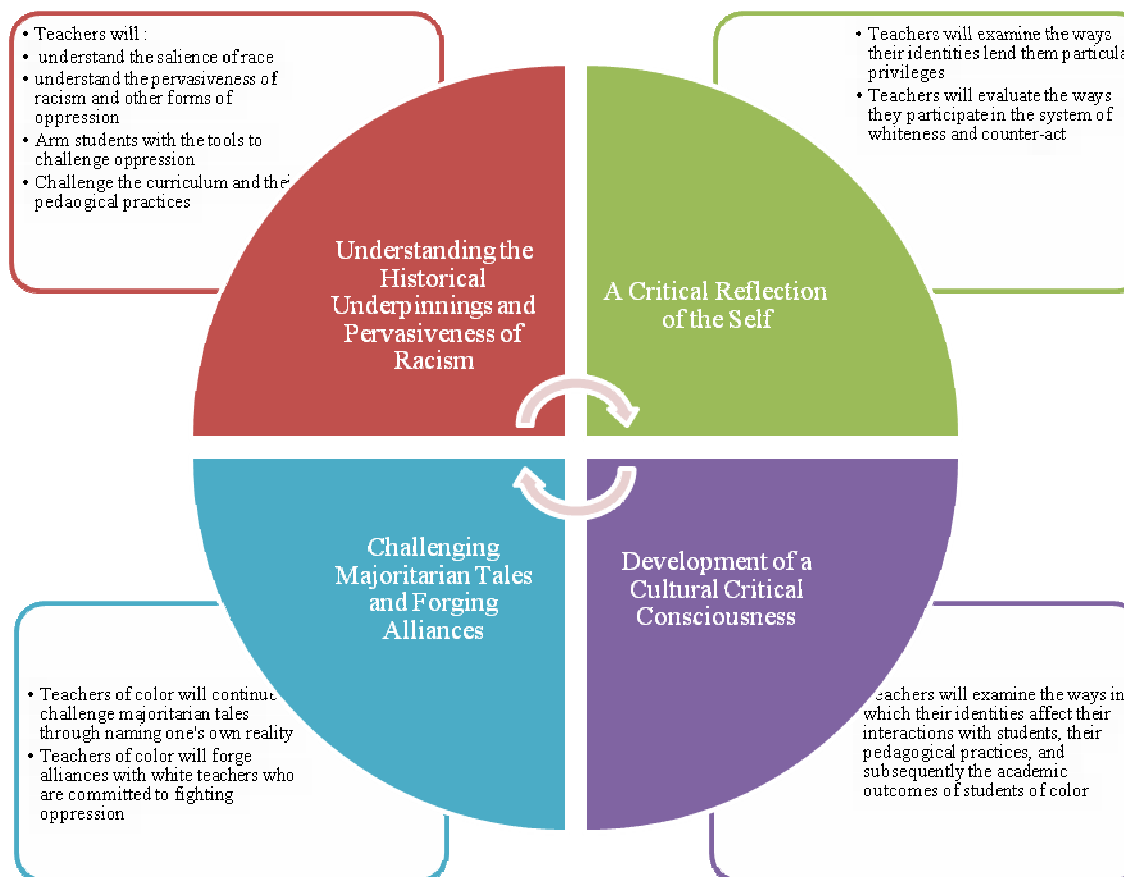 • Teachers will :
• understand the salience of race
• understand the pervasiveness of
racism and other forms of
oppression
• Arm students with the tools to
challenge oppression
• Challenge the curriculum and
pedaogical practices
• Teachers will examine the ways
their identities lend them
privileges
• Teachers will evaluate the ways
they participate in the system of
whiteness and counter-act
Understanding the
Historical
Underpinnings and
Pervasiveness of
Racism
A Critical Reflection
of the Self
Challenging
Majoritarian Tales
and Forging
Alliances
Development of a
Cultural Critical
Consciousness
• Teachers of color will continue
challenge majoritarian tales
through naming one's own reality
• Teachers of color will forge
alliances with white teachers who
are committed to fighting
oppression
will examine the ways in
which their identities affect their
interactions with students, their
pedagogical practices, and
subsequently the academic
outcomes of students of color